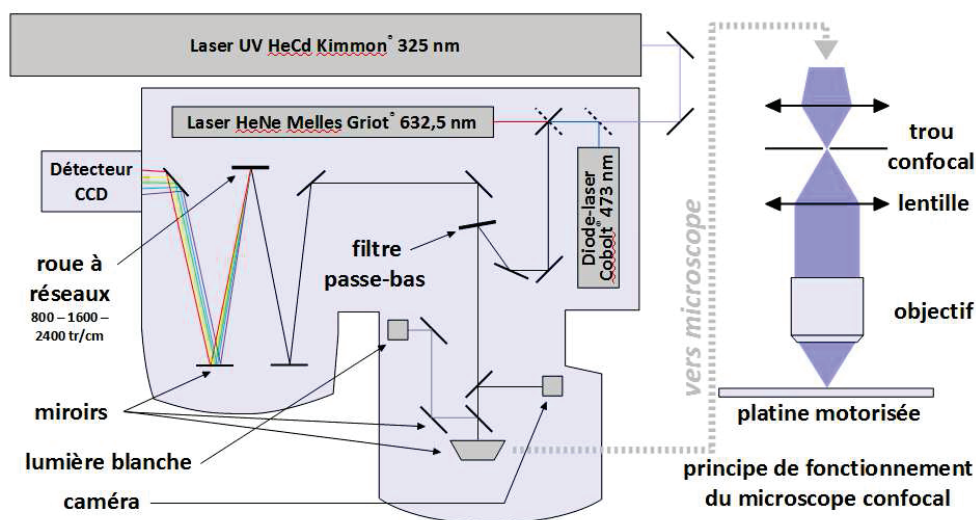 Laser UV HeCd Kimmon® 325 nm
Laser HeNe Melles Griot® 632,5 nm
Détecteur
CCD
Diode-laser
Cobolt® 473 nm
roue à
réseaux
800 – 1600 –
2400 tr/cm
filtre
passe-bas
miroirs
lumière blanche
caméra
vers microscope
trou
confocal
lentille
objectif
platine motorisée
principe de fonctionnement
du microscope confocal